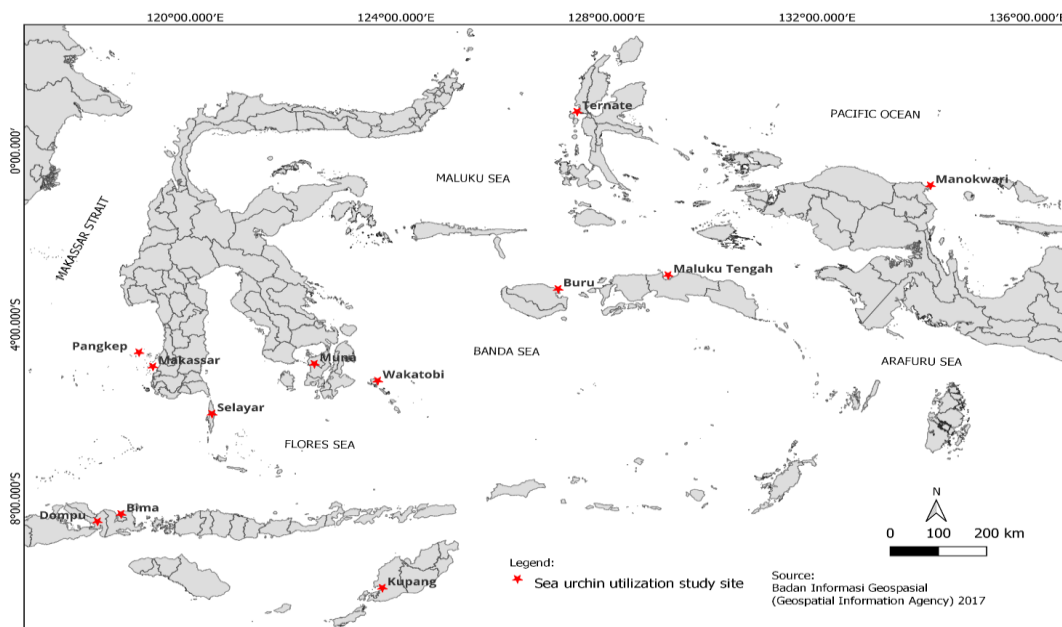 120°00.000'E
124°00.000'E
128°00.000'E
132°00.000'E
136°00.000'E
0°00.000'
4°00.000'S
8°00.000'S
MAKASSAR STRAIT
Ternate
PACIFIC OCEAN
MALUKU SEA
Manokwari
Maluku Tengah
Buru
Pangkep
Makassar
Muna
BANDA SEA
Wakatobi
ARAFURU SEA
Selayar
FLORES SEA
Bima
Dompu
Kupang
N
0 100 200 km
Legend:
Sea urchin utilization study site
Source:
Badan Informasi Geospasial
(Geospatial Information Agency) 2017